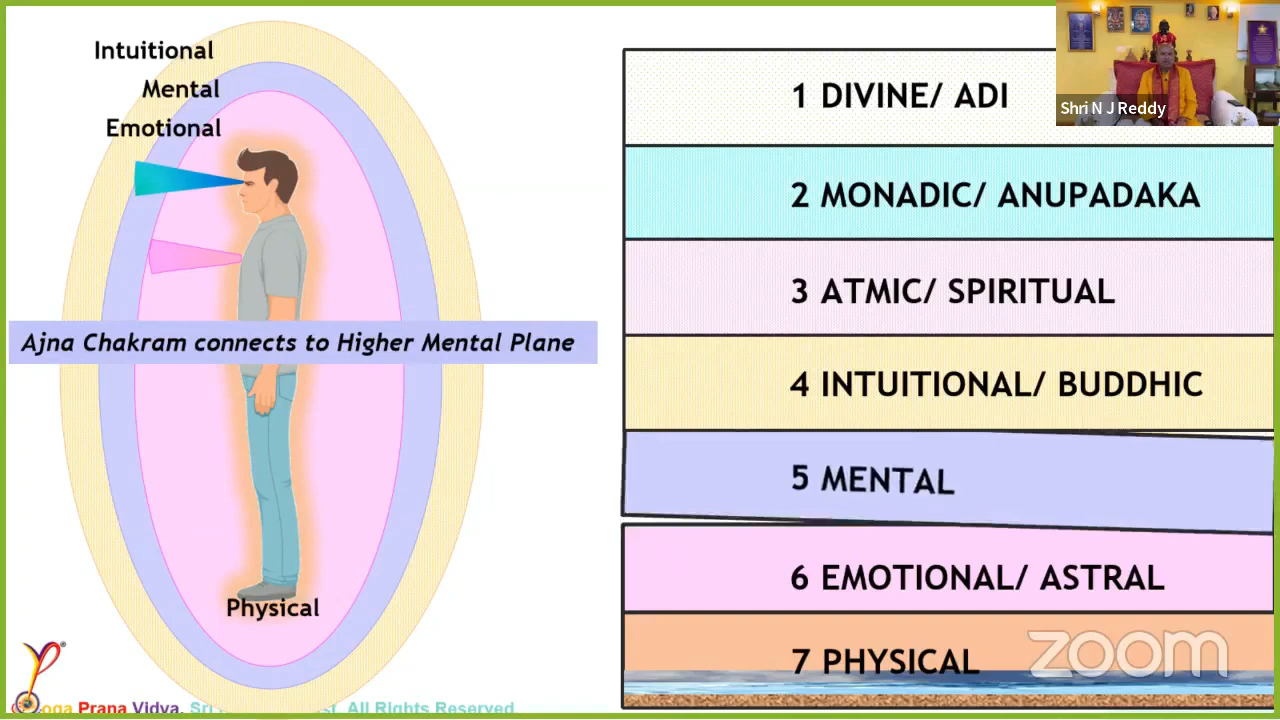 Intuitional
Mental
Emotional
Ajna Chakram connects to Higher Mental Plane
Physical
Prana Vidya, Sri
All Rights Reserved
1 DIVINE/ ADI
2 MONADIC/ ANUPADAKA
3 ATMIC/ SPIRITUAL
4 INTUITIONAL/ BUDDHIC
5 MENTAL
6 EMOTIONAL/ ASTRAL
7 PHYSICAL
zoom
Shri N J Reddy